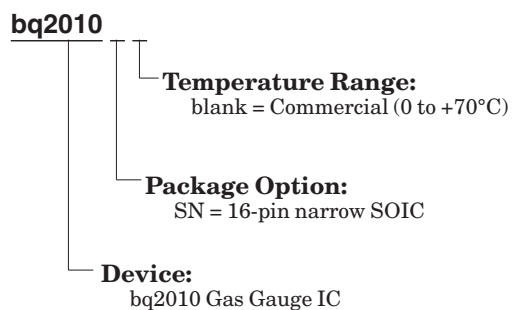 bq2010
Temperature Range:
blank = Commercial (0 to +70°C)
Package Option:
SN = 16-pin narrow SOIC
Device:
bq2010 Gas Gauge IC